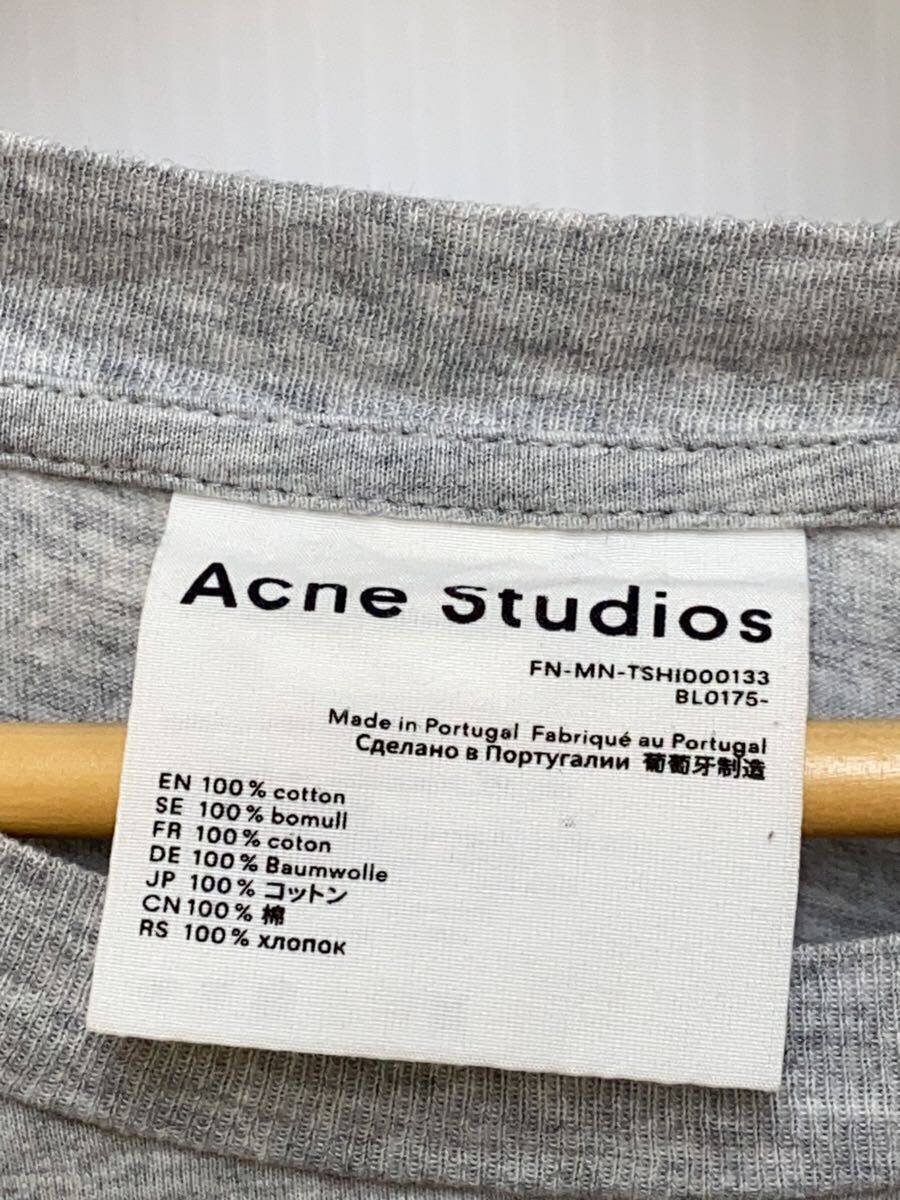 Acne Studios
FN-MN-TSHI000133
BL0175-
Made in Portugal Fabriqué au Portugal
Сделано в Португалии 葡萄牙制造
EN 100% cotton
SE 100% bomull
FR 100% coton
DE 100% Baumwolle
JP 100% コットン
CN 100% 棉
RS 100% хлопок